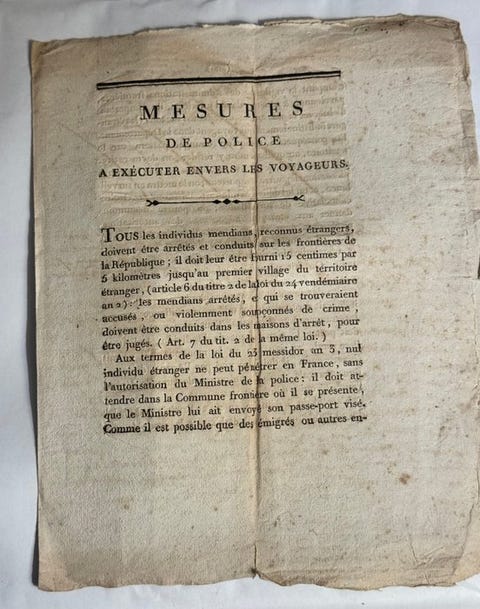 MESURES
DE POLICE
A EXÉCUTER ENVERS LES VOYAGEURS.
TOUS les individus mendians, reconnus étrangers,
doivent être arrêtés et conduits sur les frontières de
la République ; il doit leur être fourni 15 centimes par
5 kilomètres jusqu'au premier village du territoire
étranger, (article 6 du titre 2 de la loi du 24 vendémiaire
an 2) : les mendians arrêtés, e qui se trouveraient
accusés, ou violemment soupçonnés de crime,
doivent être conduits dans les maisons d'arrêt, pour
être jugés. ( Art. 7 du tit. 2 de la même loi. )
Aux termes de la loi du 23 messidor an 3, nul
individu étranger ne peut pénétrer en France, sans
l'autorisation du Ministre de la police : il doit at-
tendre dans la Commune frontière où il se présente,
que le Ministre lui ait envoyé son passe-port visé.
Comme il est possible que des émigrés ou autres en-